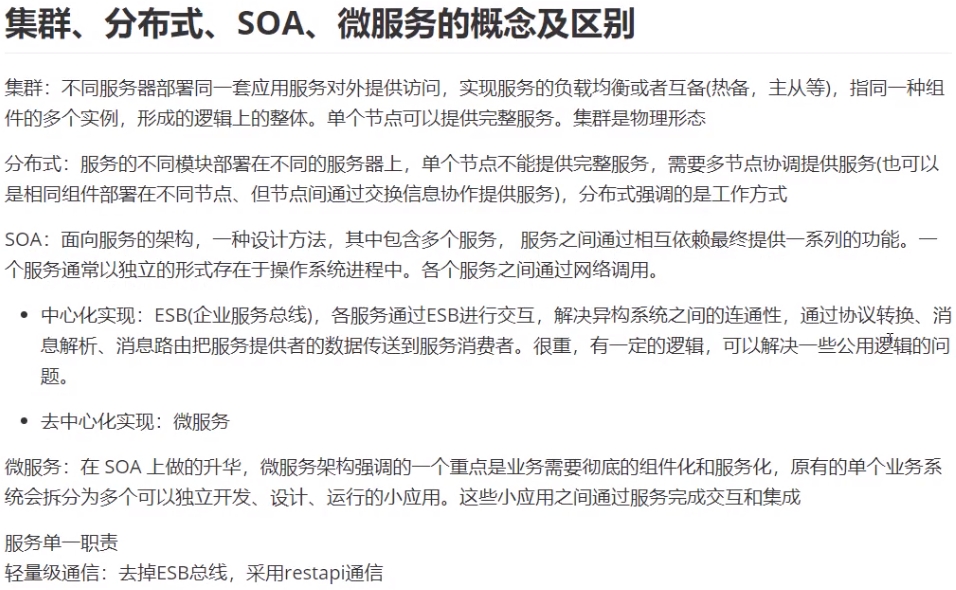 集群、分布式、SOA、微服务的概念及区别
集群：不同服务器部署同一套应用服务对外提供访问，实现服务的负载均衡或者互备(热备，主从等)，指同一种组
件的多个实例，形成的逻辑上的整体。单个节点可以提供完整服务。集群是物理形态
分布式：服务的不同模块部署在不同的服务器上，单个节点不能提供完整服务，需要多节点协调提供服务(也可以
是相同组件部署在不同节点、但节点间通过交换信息协作提供服务)，分布式强调的是工作方式
SOA：面向服务的架构，一种设计方法，其中包含多个服务， 服务之间通过相互依赖最终提供一系列的功能。一
个服务通常以独立的形式存在于操作系统进程中。各个服务之间通过网络调用。
• 中心化实现：ESB(企业服务总线)，各服务通过ESB进行交互，解决异构系统之间的连通性，通过协议转换、消
息解析、消息路由把服务提供者的数据传送到服务消费者。很重，有一定的逻辑，可以解决一些公用逻辑的问
题。
• 去中心化实现：微服务
微服务：在 SOA 上做的升华，微服务架构强调的一个重点是业务需要彻底的组件化和服务化，原有的单个业务系
统会拆分为多个可以独立开发、设计、运行的小应用。这些小应用之间通过服务完成交互和集成
服务单一职责
轻量级通信：去掉ESB总线，采用restapi通信